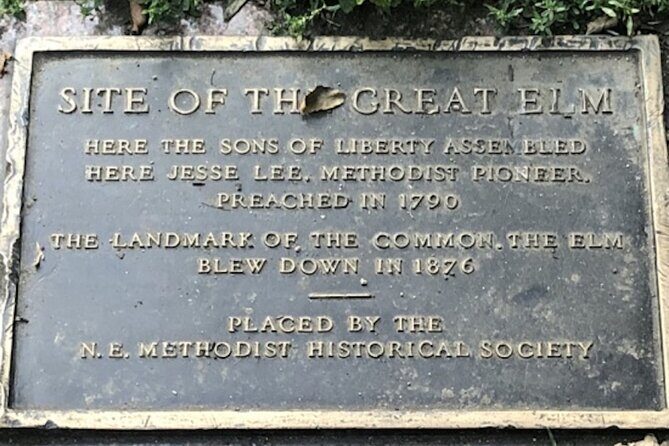 SITE OF THE GREAT ELM
HERE THE SONS OF LIBERTY ASSEMBLED
HERE JESSE LEE, METHODIST PIONEER,
PREACHED IN 1790
THE LANDMARK OF THE COMMON, THE ELM
BLEW DOWN IN 1876
PLACED BY THE
N. E. METHODIST HISTORICAL SOCIETY